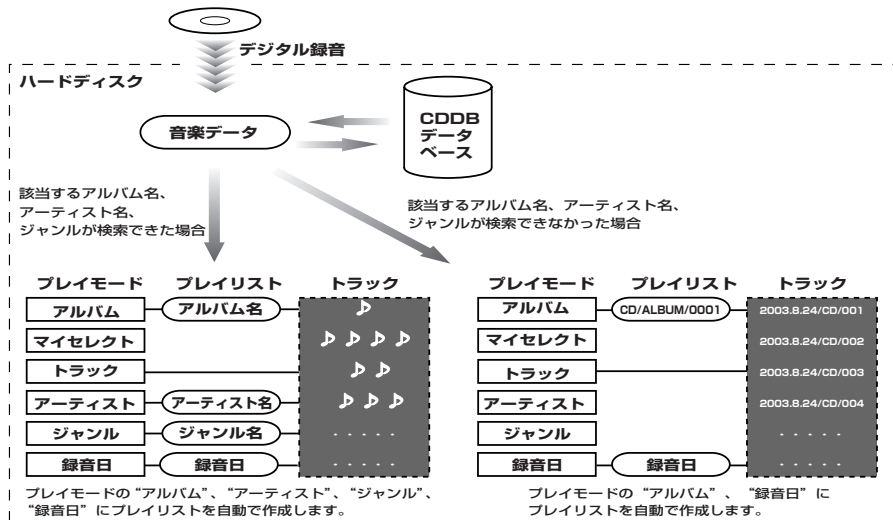 デジタル録音
ハードディスク
音楽データ
CDDB
データ
ベース
該当するアルバム名、
アーティスト名、
ジャンルが検索できた場合
該当するアルバム名、アーティスト名、
ジャンルが検索できなかった場合
プレイモード プレイリスト トラック
アルバム アルバム名
マイセレクト
トラック
アーティスト アーティスト名
ジャンル ジャンル名
録音日 録音日
プレイモードの“アルバム”、“アーティスト”、“ジャンル”、
“録音日”にプレイリストを自動で作成します。
プレイモード プレイリスト トラック
アルバム CD/ALBUM/0001 2003.8.24/CD/001
マイセレクト 2003.8.24/CD/002
トラック 2003.8.24/CD/003
アーティスト 2003.8.24/CD/004
ジャンル
録音日 録音日
プレイモードの“アルバム”、“録音日”に
プレイリストを自動で作成します。